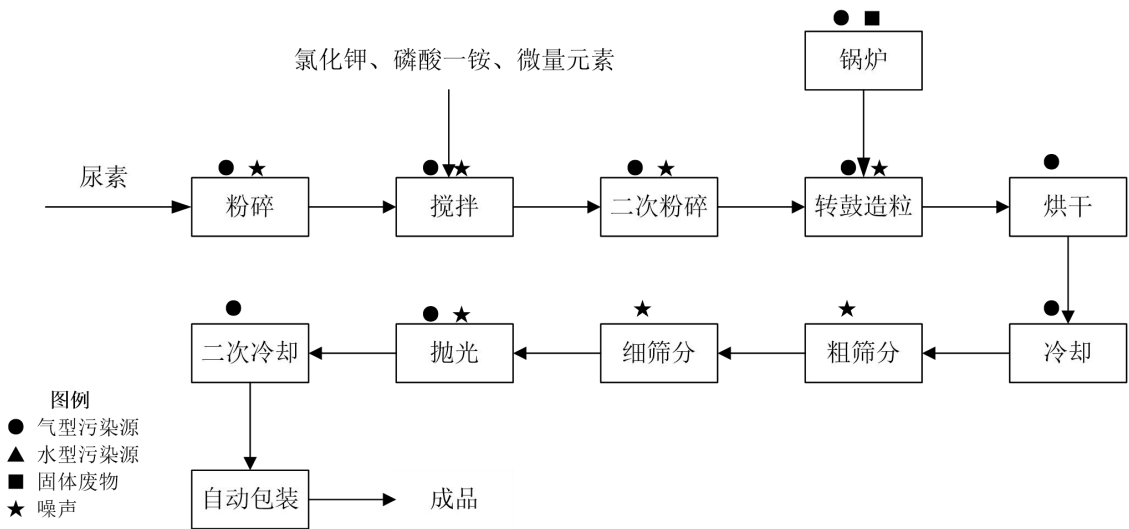 锅炉
氯化钾、磷酸一铵、微量元素
尿素
粉碎
搅拌
二次粉碎
转鼓造粒
烘干
二次冷却
抛光
细筛分
粗筛分
冷却
图例
气型污染源
水型污染源
固体废物
噪声
自动包装
成品